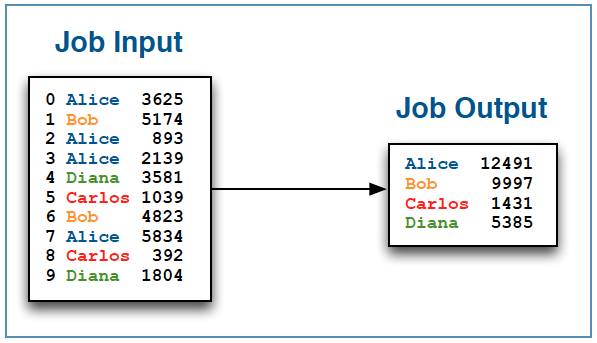 Job Input
0 Alice 3625
1 Bob 5174
2 Alice 893
3 Alice 2139
4 Diana 3581
5 Carlos 1039
6 Bob 4823
7 Alice 5834
8 Carlos 392
9 Diana 1804
Job Output
Alice 12491
Bob 9997
Carlos 1431
Diana 5385